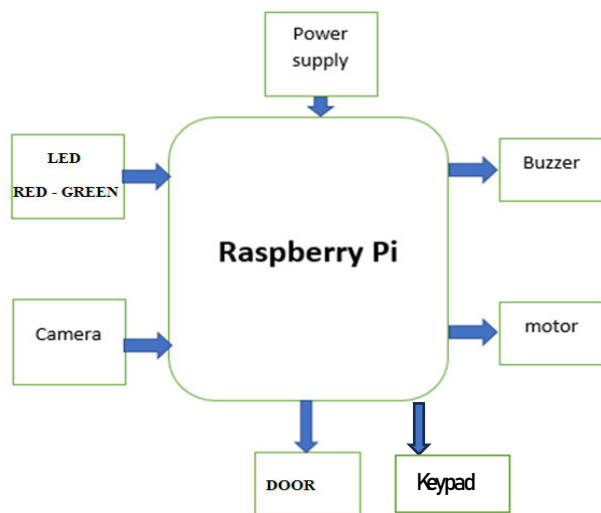 Power
supply
LED
RED - GREEN
Buzzer
Raspberry Pi
Camera
motor
DOOR
Keypad